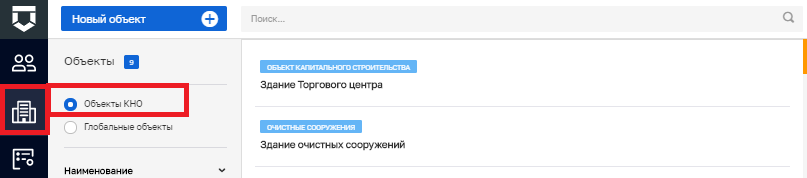 Новый объект
Поиск...
Объекты 9
Объекты КНО
Глобальные объекты
Наименование
ОБЪЕКТ КАПИТАЛЬНОГО СТРОИТЕЛЬСТВА
Здание Торгового центра
ОЧИСТНЫЕ СООРУЖЕНИЯ
Здание очистных сооружений